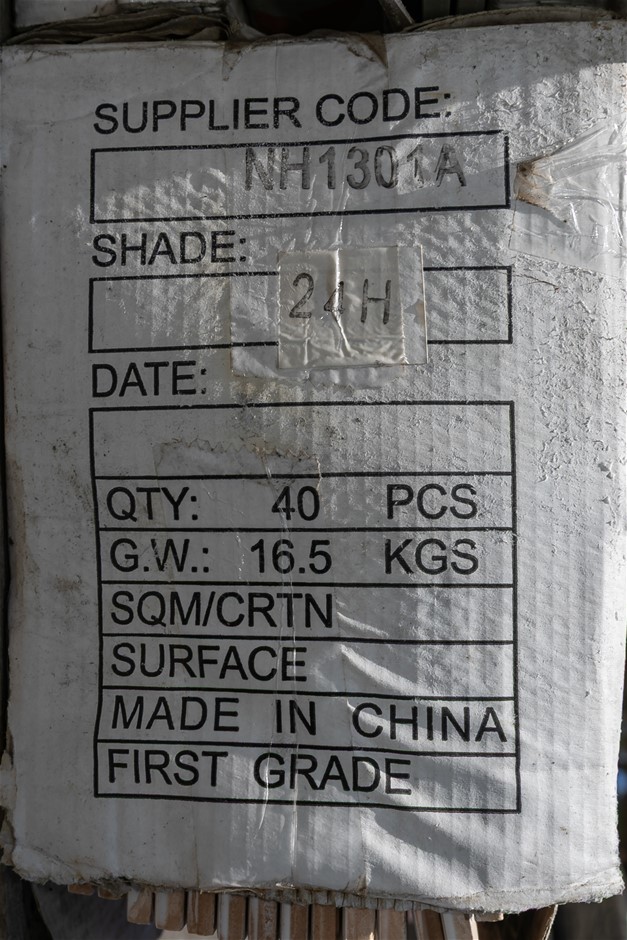 SUPPLIER CODE:
NH1301A
SHADE:
24H
DATE:
QTY: 40 PCS
G.W.: 16.5 KGS
SQM/CRTN
SURFACE
MADE IN CHINA
FIRST GRADE